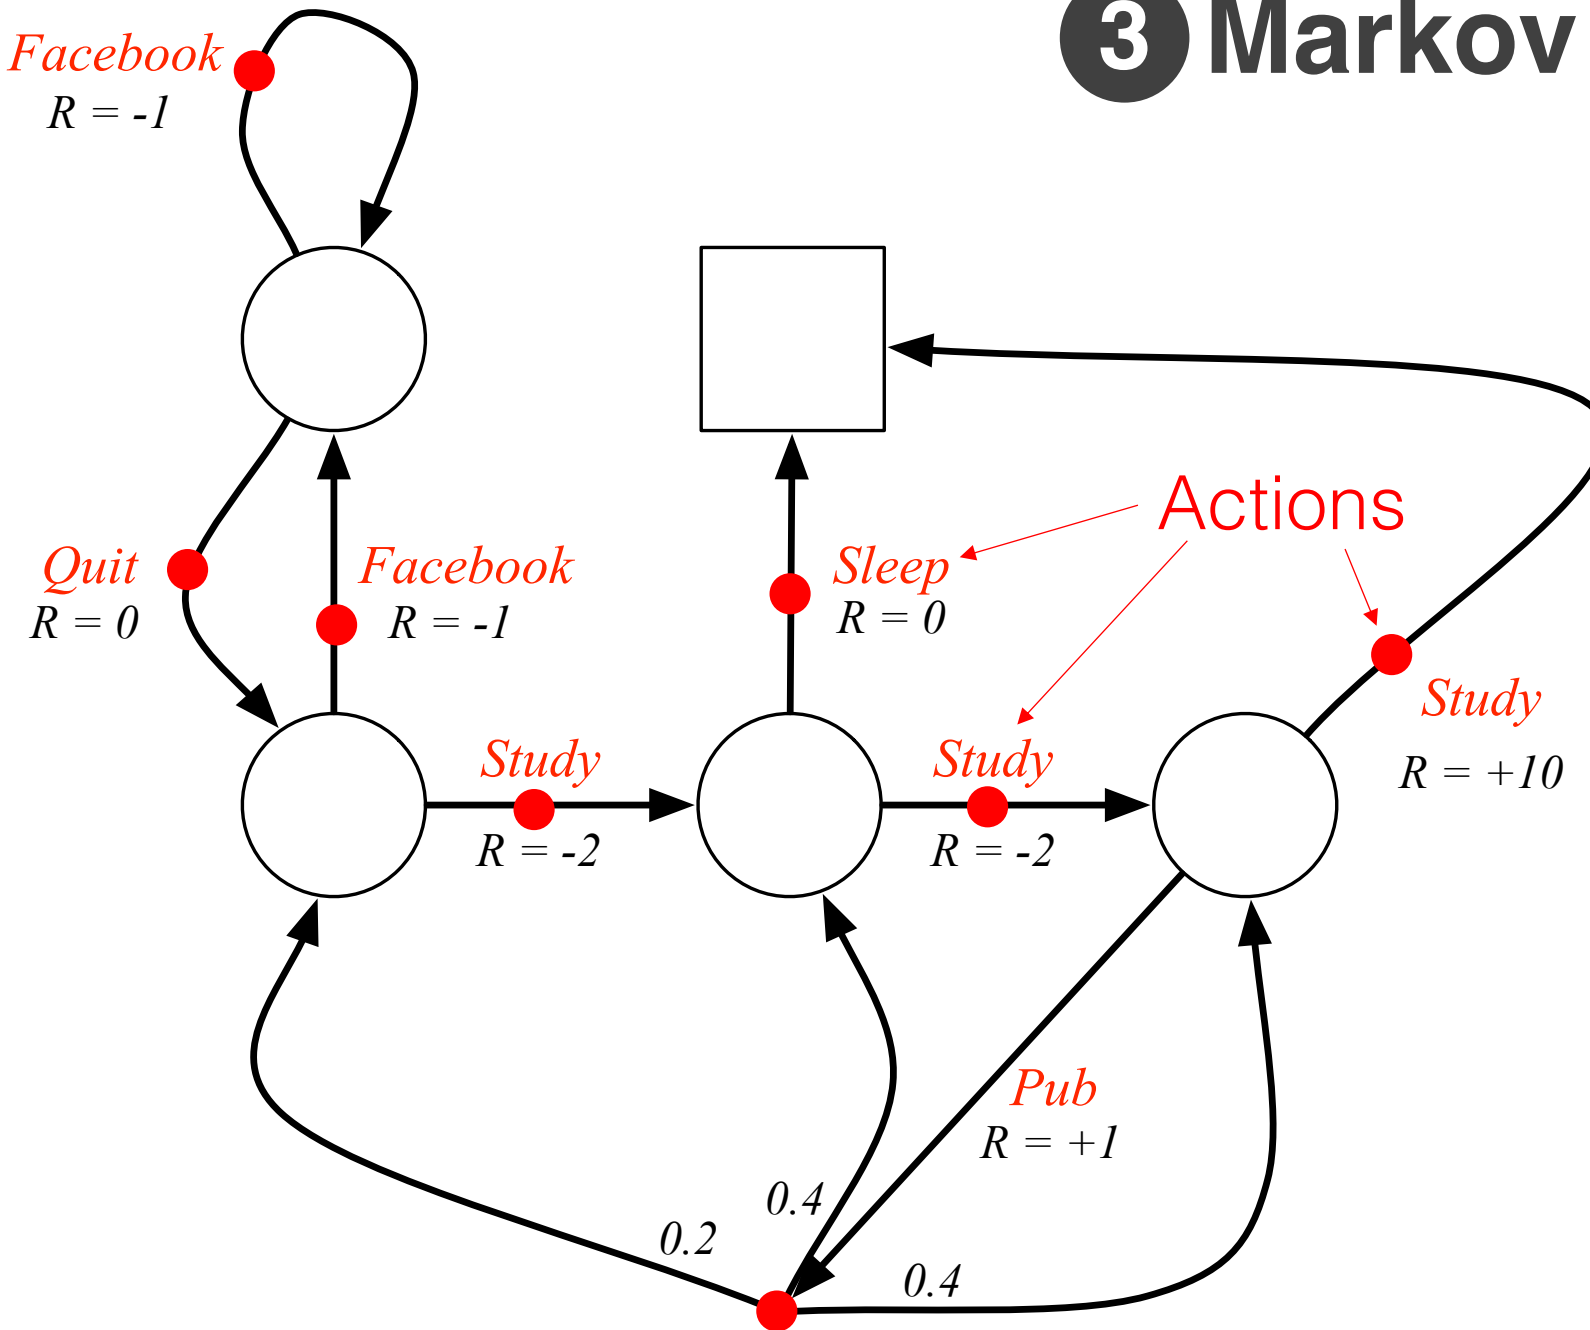 3 Markov
Facebook
R = -1
Actions
Quit
R = 0
Facebook
R = -1
Sleep
R = 0
Study
R = +10
Study
R = -2
Study
R = -2
Pub
R = +1
0.4
0.2
0.4